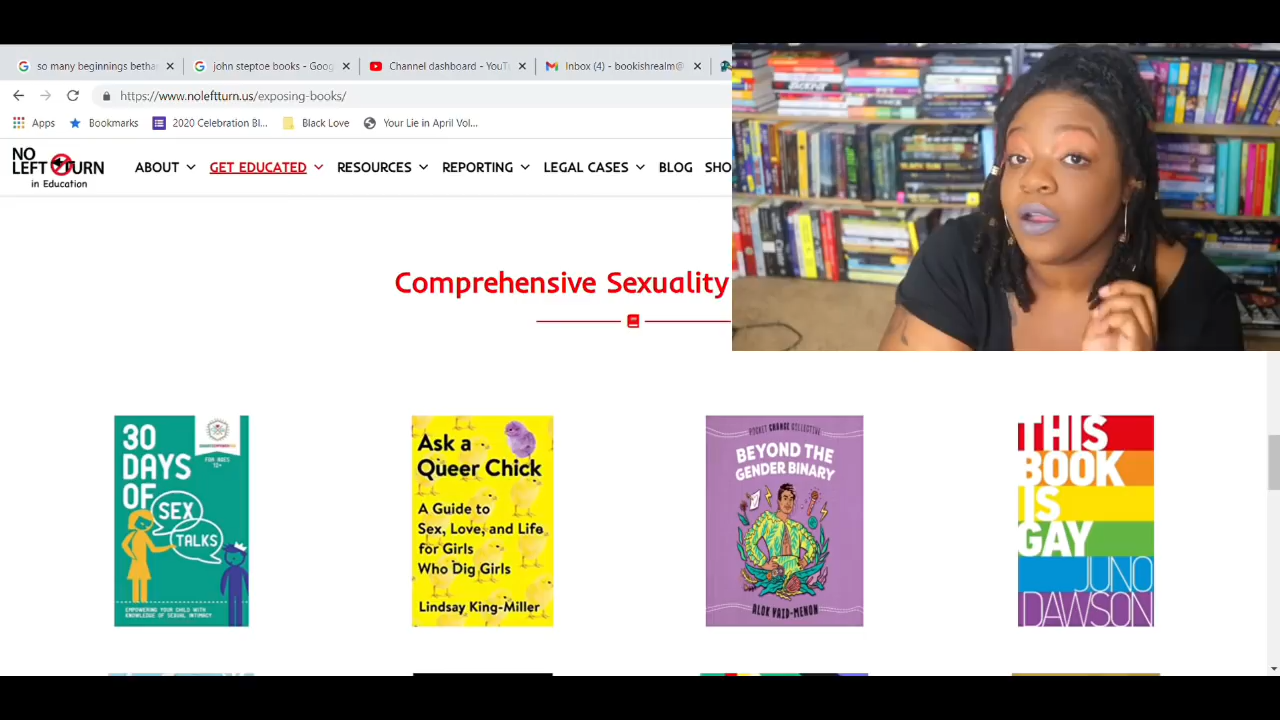 so many beginnings betha
john steptoe books - Goo
Channel dashboard - YouT
Inbox (4) - bookishrealm@
https://www.noleftturn.us/exposing-books/
Apps
Bookmarks
2020 Celebration Bl...
Black Love
Your Lie in April Vol...
NO
LEFT TURN
in Education
ABOUT
GET EDUCATED
RESOURCES
REPORTING
LEGAL CASES
BLOG
SHO
Comprehensive Sexuality
30
DAYS
OF
SEX
TALKS
FOR AGES
12+
EMPOWERING YOUR CHILD WITH
KNOWLEDGE OF SEXUAL INTIMACY
Ask a
Queer Chick
A Guide to
Sex, Love, and Life
for Girls
Who Dig Girls
Lindsay King-Miller
POCKET CHANGE COLLECTIVE
BEYOND THE
GENDER BINARY
ALOK VAID-MENON
THIS
BOOK
IS
GAY
JUNO
DAWSON